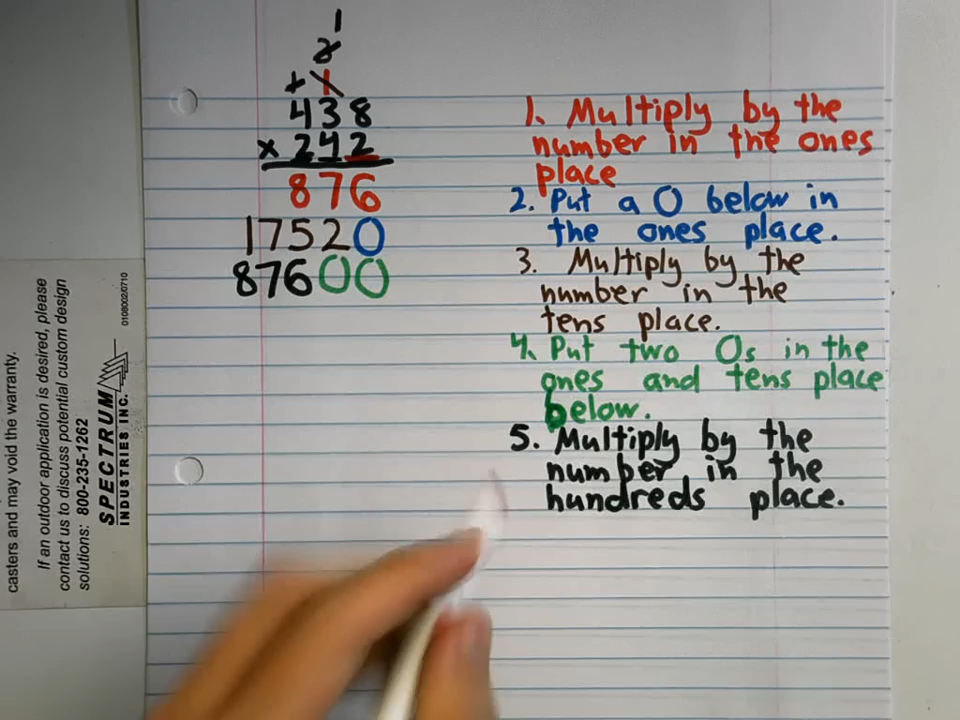 1
2
+ 1
438
x 242
876
17520
87600
1. Multiply by the
number in the ones
place
2. Put a 0 below in
the ones place.
3. Multiply by the
number in the
tens place.
4. Put two 0s in the
ones and tens place
below.
5. Multiply by the
number in the
hundreds place.
casters and may void the warranty.
If an outdoor application is desired, please
contact us to discuss potential custom design
solutions: 800-235-1262
SPECTRUM
INDUSTRIES INC.
0108002/0710